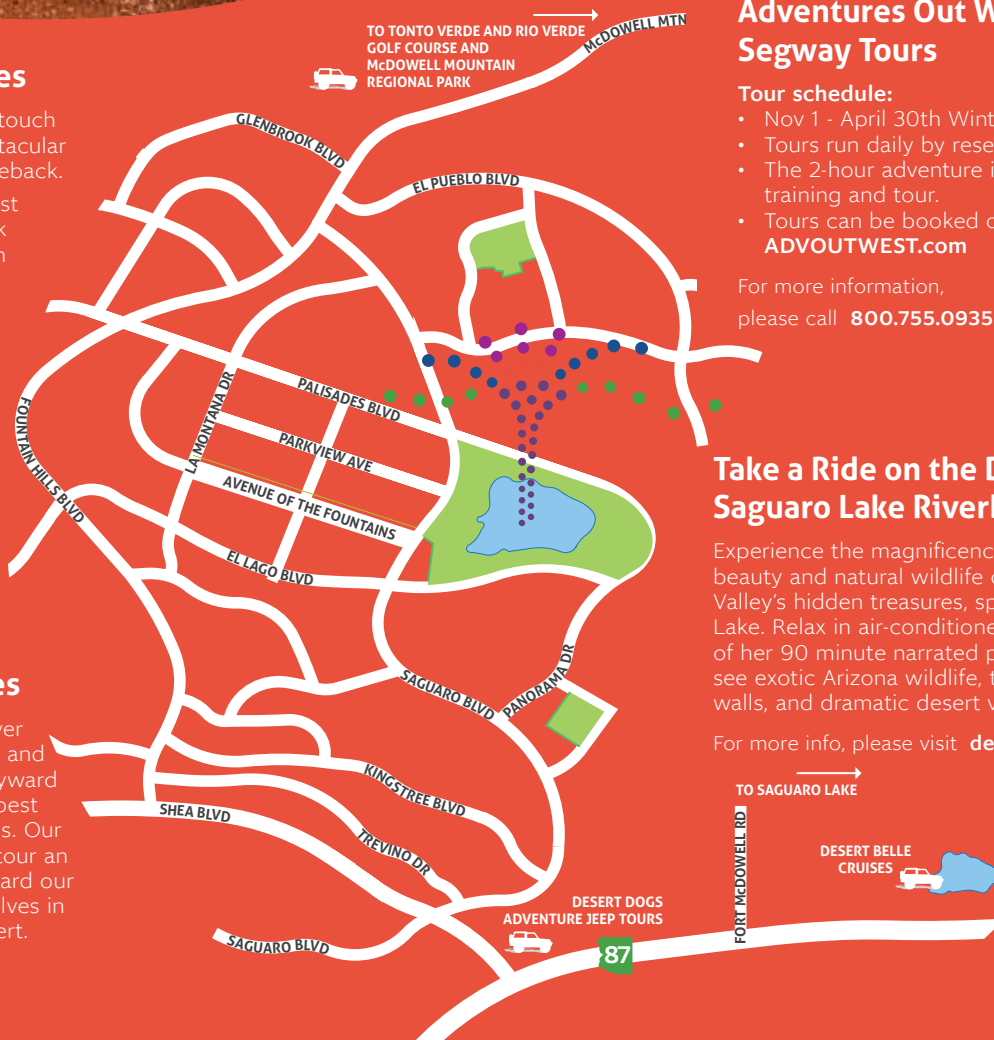 es
touch
tacular
eback.
st
k
n
TO TONTO VERDE AND RIO VERDE
GOLF COURSE AND
McDOWELL MOUNTAIN
REGIONAL PARK
McDOWELL MTN
GLENBROOK BLVD
EL PUEBLO BLVD
Adventures Out W
Segway Tours
Tour schedule:
• Nov 1 - April 30th Wint
• Tours run daily by rese
• The 2-hour adventure i
training and tour.
• Tours can be booked o
ADVOUTWEST.com
For more information,
please call 800.755.0935
FOUNTAIN HILLS BLVD
LA MONTANA DR
PALISADES BLVD
PARKVIEW AVE
AVENUE OF THE FOUNTAINS
EL LAGO BLVD
Take a Ride on the D
Saguaro Lake River
Experience the magnificenc
beauty and natural wildlife o
Valley's hidden treasures, sp
Lake. Relax in air-conditione
of her 90 minute narrated p
see exotic Arizona wildlife, t
walls, and dramatic desert v
For more info, please visit de
SAGUARO BLVD
PANORAMA DR
es
ver
and
yward
best
s. Our
tour an
ard our
lves in
ert.
KINGSTREE BLVD
SHEA BLVD
TREVINO DR
SAGUARO BLVD
TO SAGUARO LAKE
FORT McDOWELL RD
DESERT BELLE
CRUISES
DESERT DOGS
ADVENTURE JEEP TOURS
87